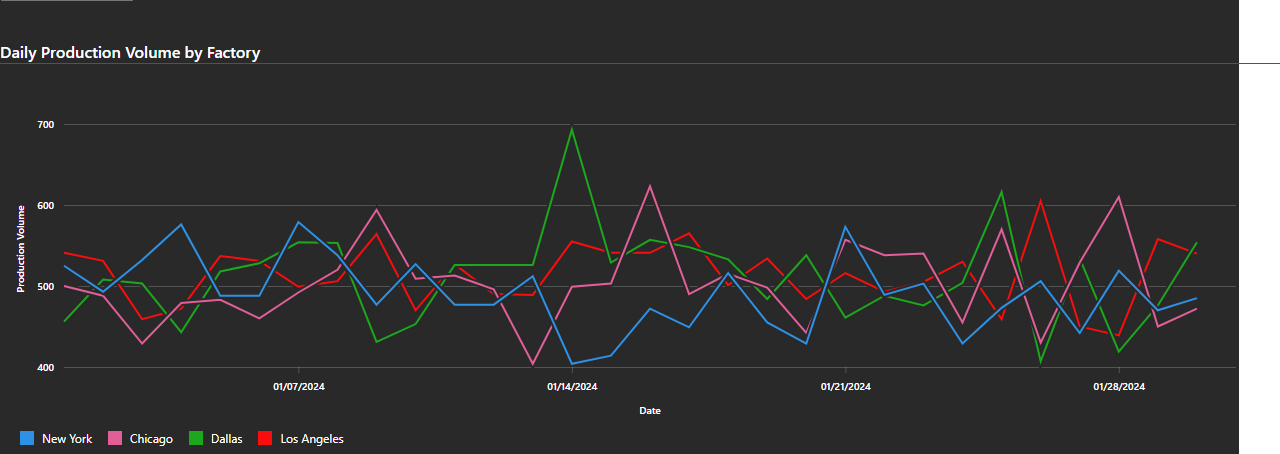 Daily Production Volume by Factory
700
600
500
400
Production Volume
01/07/2024 01/14/2024 01/21/2024 01/28/2024
Date
New York Chicago Dallas Los Angeles